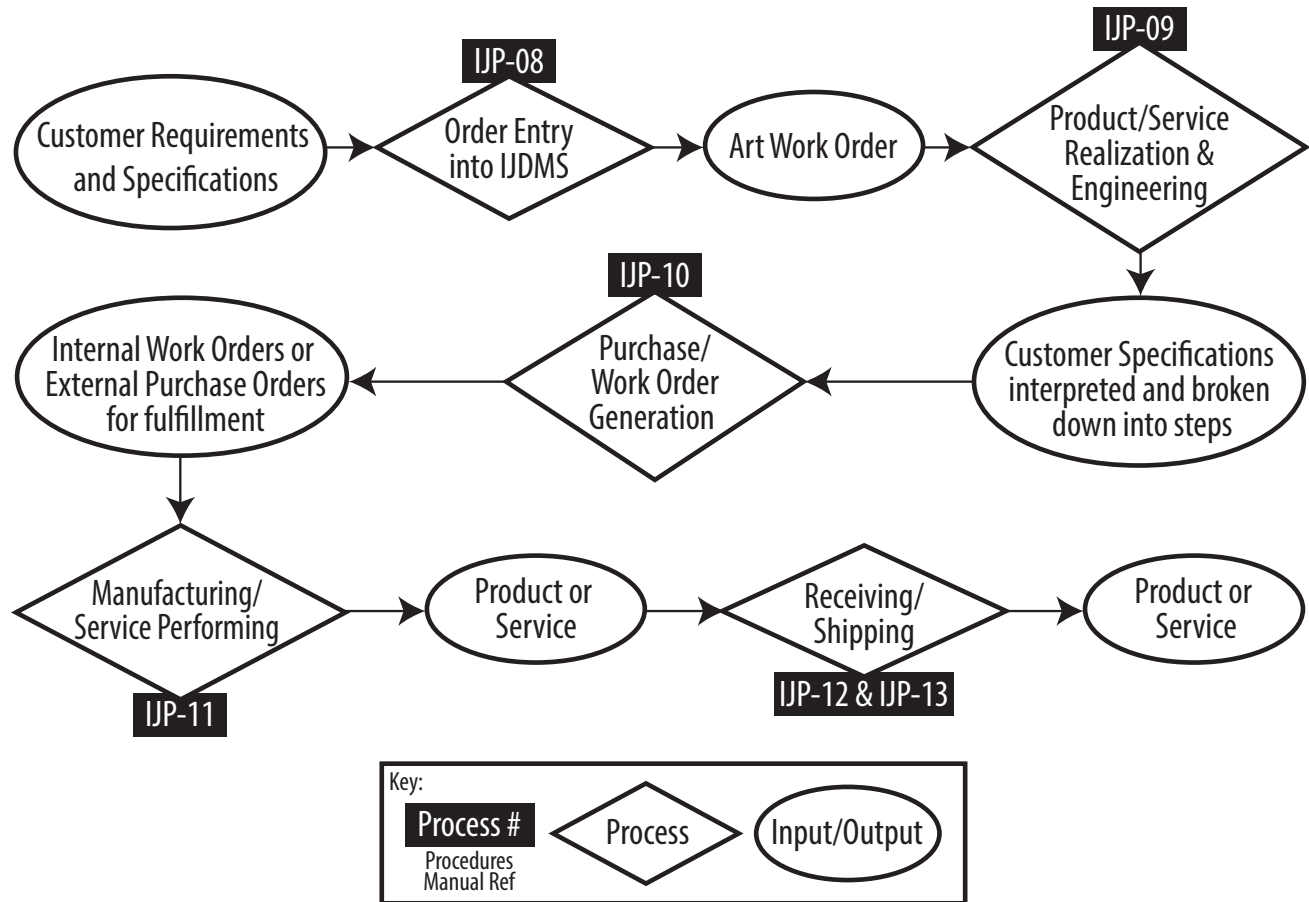 IJP-08
Customer Requirements
and Specifications
Order Entry
into IJDMS
Art Work Order
IJP-09
Product/Service
Realization &
Engineering
Customer Specifications
interpreted and broken
down into steps
IJP-10
Purchase/
Work Order
Generation
Internal Work Orders or
External Purchase Orders
for fulfillment
Manufacturing/
Service Performing
IJP-11
Product or
Service
Receiving/
Shipping
IJP-12 & IJP-13
Product or
Service
Key:
Process #
Procedures
Manual Ref
Process
Input/Output